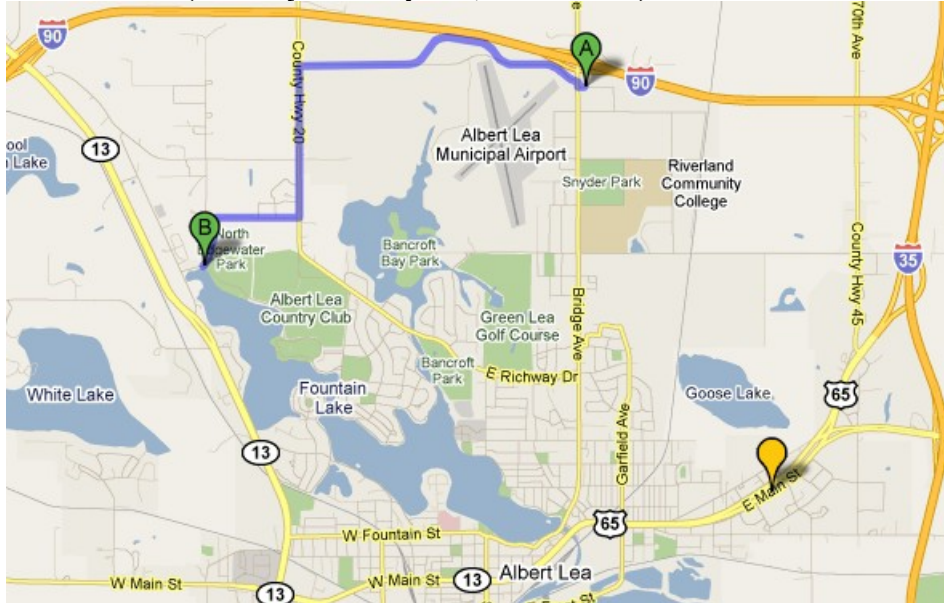 90
70th Ave
County Hwy 20
A
90
13
Albert Lea
Municipal Airport
Riverland
Community
College
Snyder Park
B
North
Edgewater
Park
Bancroft
Bay Park
County Hwy 45
35
Albert Lea
Country Club
Green Lea
Golf Course
Bridge Ave
Bancroft
Park
E Richway Dr
White Lake
Fountain
Lake
Goose Lake
65
Garfield Ave
13
E Main St
W Fountain St
65
W Main St
W Main St
13
Albert Lea
13